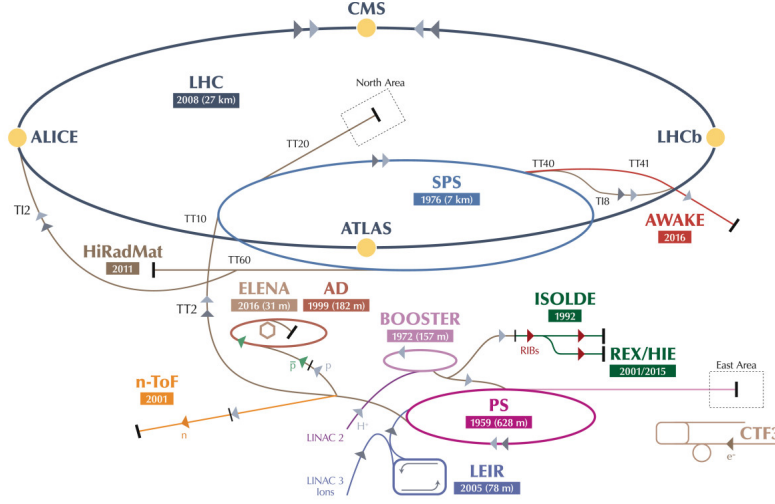 CMS
LHC
2008 (27 km)
North Area
ALICE
LHCb
TT20
TT40
TT41
SPS
1976 (7 km)
TI2
TT10
TI8
ATLAS
AWAKE
2016
HiRadMat
2011
TT60
ELENA
2016 (31 m)
AD
1999 (182 m)
TT2
BOOSTER
1972 (157 m)
ISOLDE
1992
RIBs
REX/HIE
2001/2015
p̅
p
East Area
n-ToF
2001
n
H⁺
LINAC 2
PS
1959 (628 m)
CTF3
e⁻
LINAC 3
Ions
LEIR
2005 (78 m)